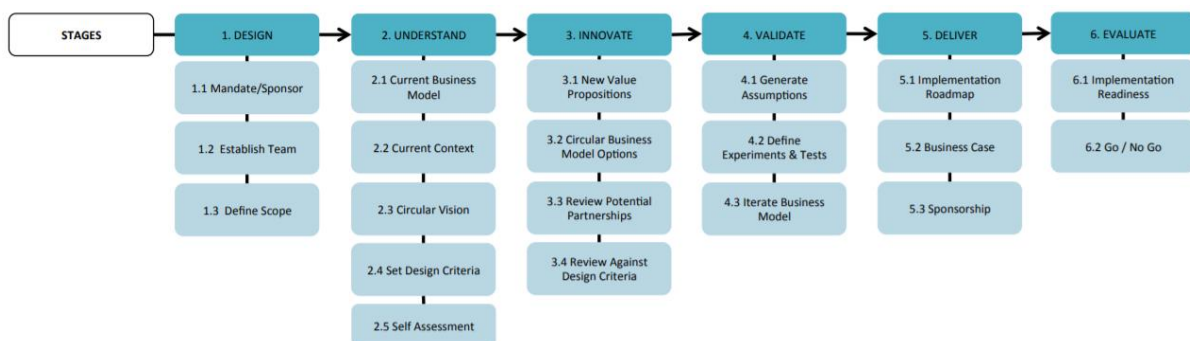 STAGES
1. DESIGN
2. UNDERSTAND
3. INNOVATE
4. VALIDATE
5. DELIVER
6. EVALUATE
1.1 Mandate/Sponsor
1.2 Establish Team
1.3 Define Scope
2.1 Current Business
Model
2.2 Current Context
2.3 Circular Vision
2.4 Set Design Criteria
2.5 Self Assessment
3.1 New Value
Propositions
3.2 Circular Business
Model Options
3.3 Review Potential
Partnerships
3.4 Review Against
Design Criteria
4.1 Generate
Assumptions
4.2 Define
Experiments & Tests
4.3 Iterate Business
Model
5.1 Implementation
Roadmap
5.2 Business Case
5.3 Sponsorship
6.1 Implementation
Readiness
6.2 Go / No Go